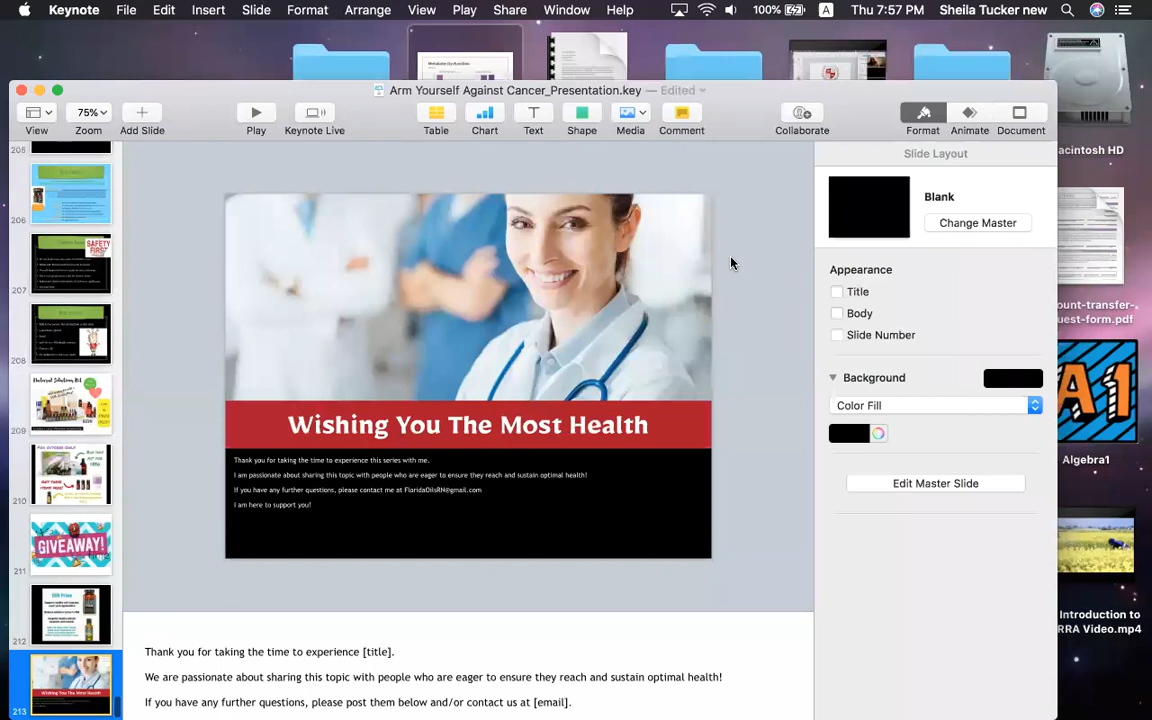 Keynote File Edit Insert Slide Format Arrange View Play Share Window Help 100% A Thu 7:57 PM Sheila Tucker new
Arm Yourself Against Cancer_Presentation.key — Edited
75%
View Zoom Add Slide Play Keynote Live Table Chart Text Shape Media Comment Collaborate Format Animate Document
Slide Layout
Blank
Change Master
Appearance
Title
Body
Slide Number
Background
Color Fill
Edit Master Slide
205
206
207
SAFETY FIRST
208
209
210
211
GIVEAWAY!
212
213
Wishing You The Most Health
Wishing You The Most Health
Thank you for taking the time to experience this series with me.
I am passionate about sharing this topic with people who are eager to ensure they reach and sustain optimal health!
If you have any further questions, please contact me at FloridaOilsRN@gmail.com
I am here to support you!
Thank you for taking the time to experience [title].
We are passionate about sharing this topic with people who are eager to ensure they reach and sustain optimal health!
If you have any further questions, please post them below and/or contact us at [email].
acintosh HD
ount-transfer-.
uest-form.pdf
A1
Algebra1
Introduction to
RRA Video.mp4